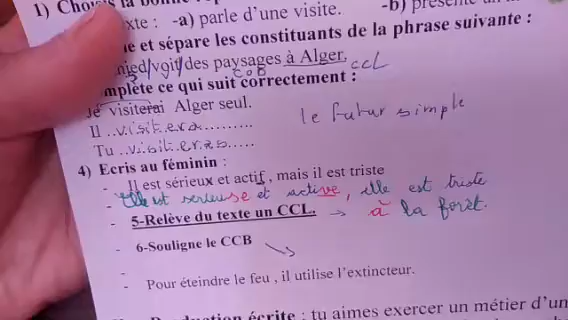 1) Choisis la bonne
xte : -a) parle d'une visite. -b) présente un
e et sépare les constituants de la phrase suivante :
med/voit/des paysages à Alger.
COD CCL
mplète ce qui suit correctement :
Je visiterai Alger seul.
Il ..visitera.......... le futur simple
Tu ..visiteras.....
4) Ecris au féminin :
- Il est sérieux et actif , mais il est triste
- Elle est serieuse et active, elle est triste
- 5-Relève du texte un CCL. → à la forêt.
- 6-Souligne le CCB
-
- Pour éteindre le feu , il utilise l'extincteur.
duction écrite : tu aimes exercer un métier d'un